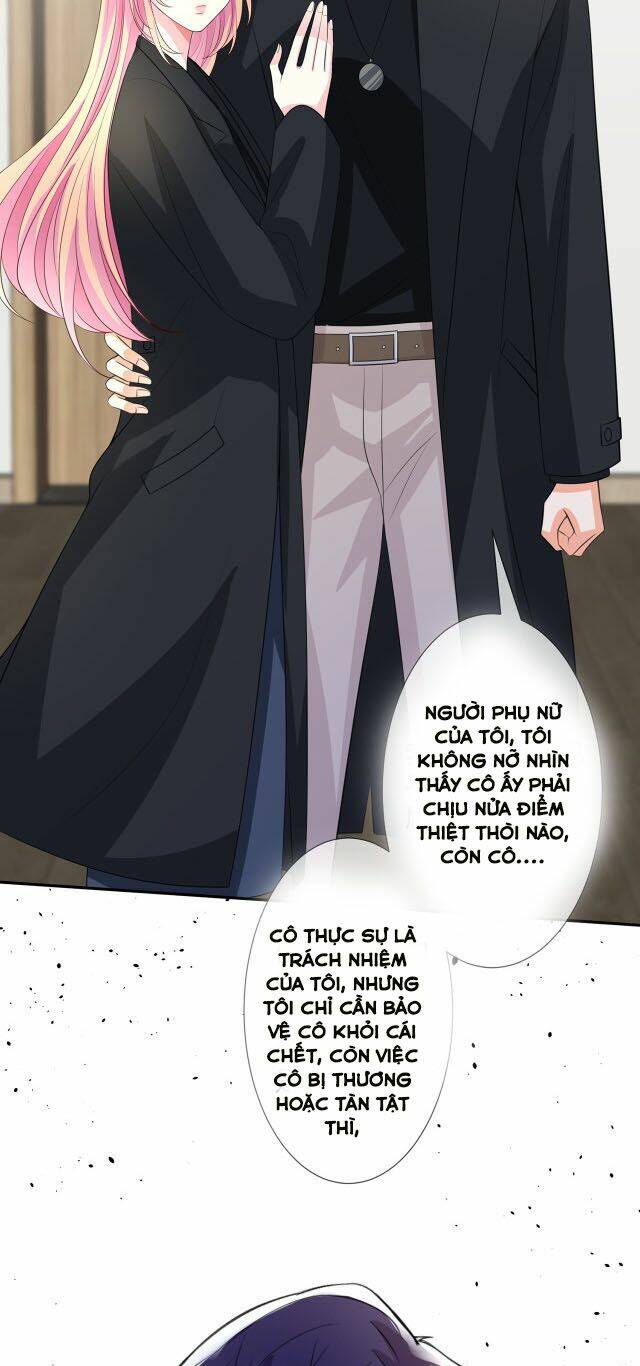 NGƯỜI PHỤ NỮ
CỦA TÔI, TÔI
KHÔNG NỠ NHÌN
THẤY CÔ ẤY PHẢI
CHỊU NỬA ĐIỂM
THIỆT THÒI NÀO,
CÒN CÔ....
CÔ THỰC SỰ LÀ
TRÁCH NHIỆM
CỦA TÔI, NHƯNG
TÔI CHỈ CẦN BẢO
VỆ CÔ KHỎI CÁI
CHẾT, CÒN VIỆC
CÔ BỊ THƯƠNG
HOẶC TÀN TẬT
THÌ,